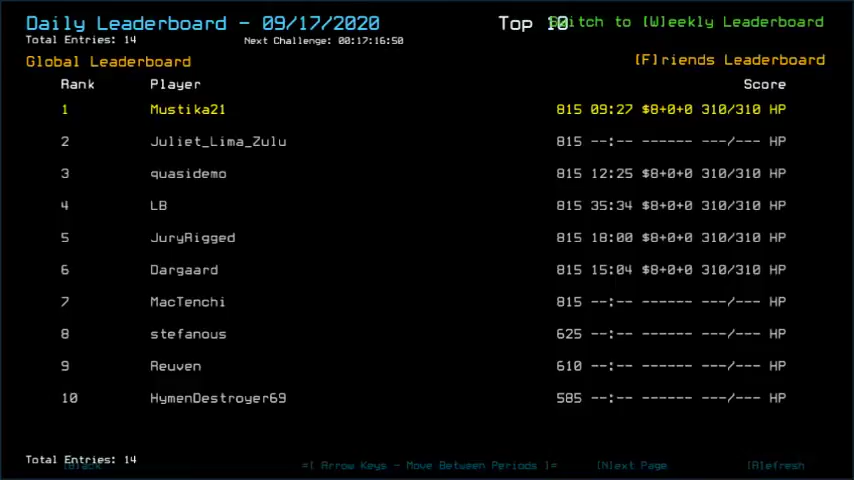 Daily Leaderboard - 09/17/2020 Top 10 Switch to [W]eekly Leaderboard
Total Entries: 14 Next Challenge: 00:17:16:50
Global Leaderboard [F]riends Leaderboard
Rank Player Score
1 Mustika21 815 09:27 $8+0+0 310/310 HP
2 Juliet_Lima_Zulu 815 --:-- ------ ---/--- HP
3 quasidemo 815 12:25 $8+0+0 310/310 HP
4 LB 815 35:34 $8+0+0 310/310 HP
5 JuryRigged 815 18:00 $8+0+0 310/310 HP
6 Dargaard 815 15:04 $8+0+0 310/310 HP
7 MacTenchi 815 --:-- ------ ---/--- HP
8 stefanous 625 --:-- ------ ---/--- HP
9 Reuven 610 --:-- ------ ---/--- HP
10 HymenDestroyer69 585 --:-- ------ ---/--- HP
Total Entries: 14
[B]ack =[ Arrow Keys - Move Between Periods ]= [N]ext Page [R]efresh